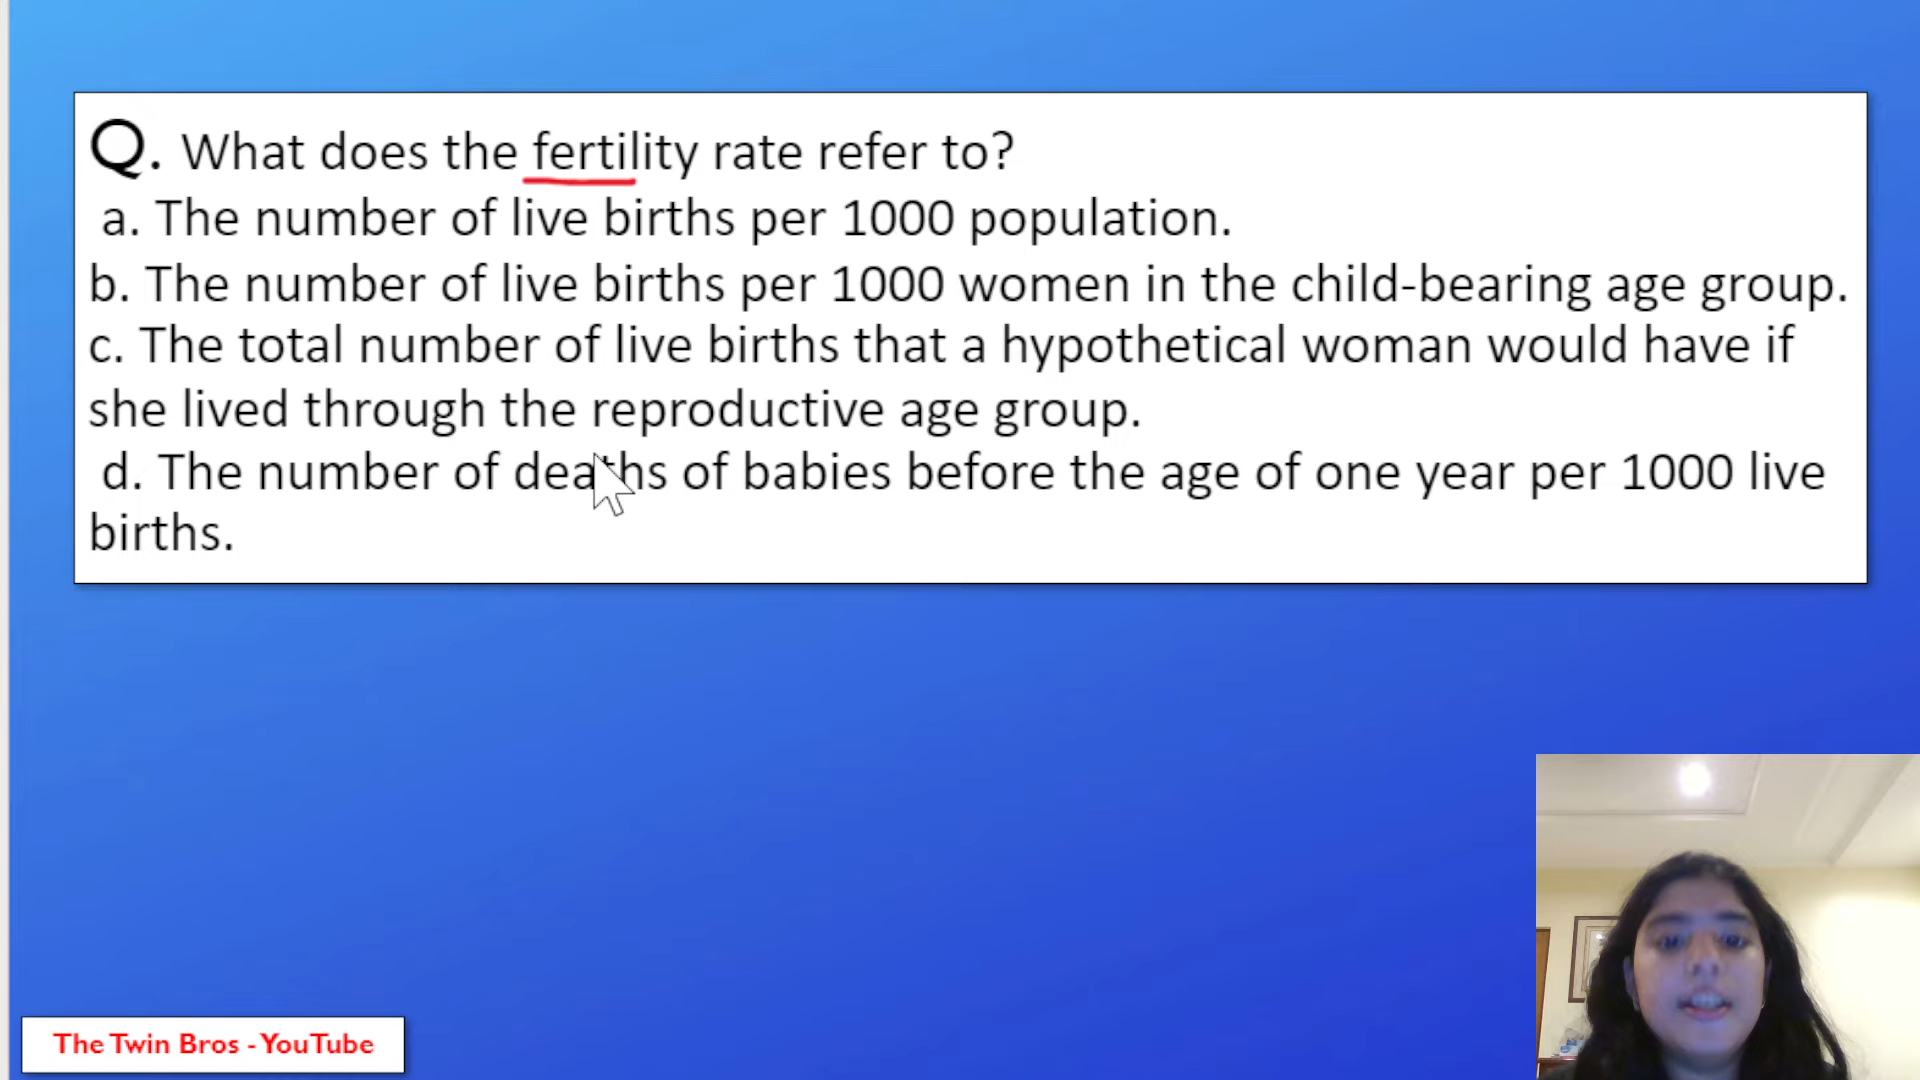 Q. What does the fertility rate refer to?
a. The number of live births per 1000 population.
b. The number of live births per 1000 women in the child-bearing age group.
c. The total number of live births that a hypothetical woman would have if
she lived through the reproductive age group.
d. The number of deaths of babies before the age of one year per 1000 live
births.
The Twin Bros - YouTube